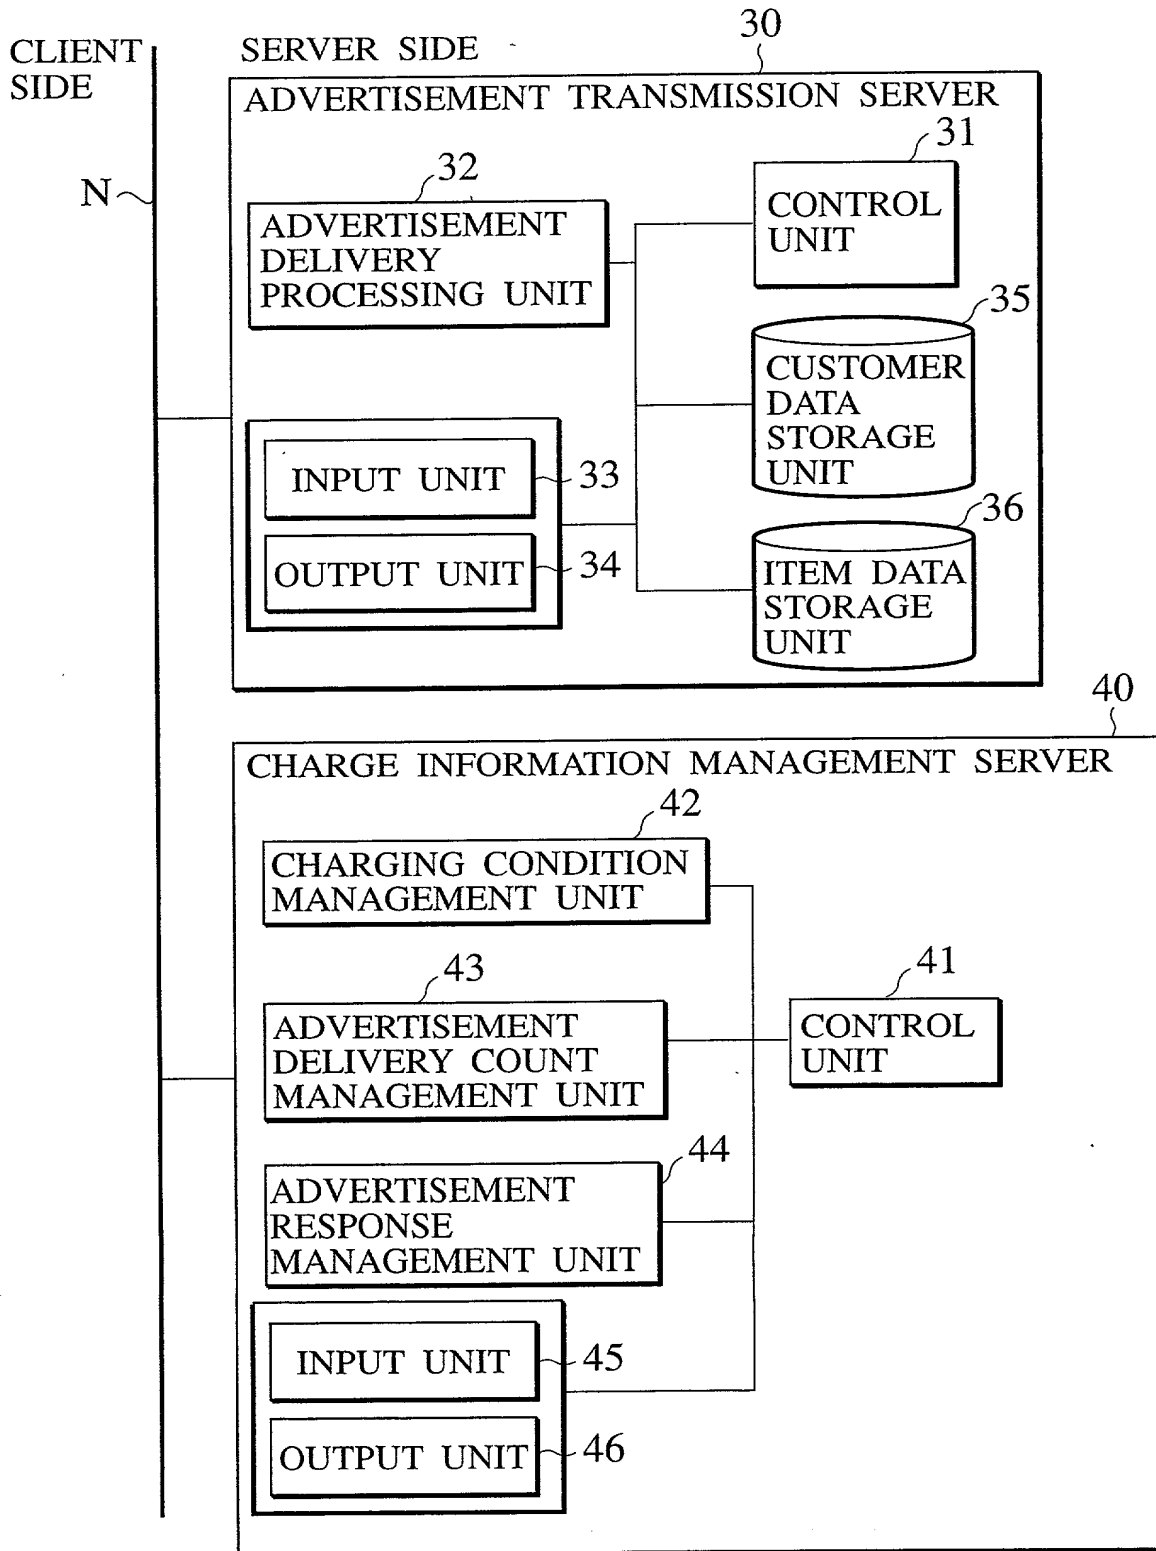 CLIENT
SIDE
SERVER SIDE
30
ADVERTISEMENT TRANSMISSION SERVER
N
32
ADVERTISEMENT
DELIVERY
PROCESSING UNIT
31
CONTROL
UNIT
35
CUSTOMER
DATA
STORAGE
UNIT
INPUT UNIT
33
OUTPUT UNIT
34
36
ITEM DATA
STORAGE
UNIT
40
CHARGE INFORMATION MANAGEMENT SERVER
42
CHARGING CONDITION
MANAGEMENT UNIT
43
ADVERTISEMENT
DELIVERY COUNT
MANAGEMENT UNIT
41
CONTROL
UNIT
44
ADVERTISEMENT
RESPONSE
MANAGEMENT UNIT
INPUT UNIT
45
OUTPUT UNIT
46